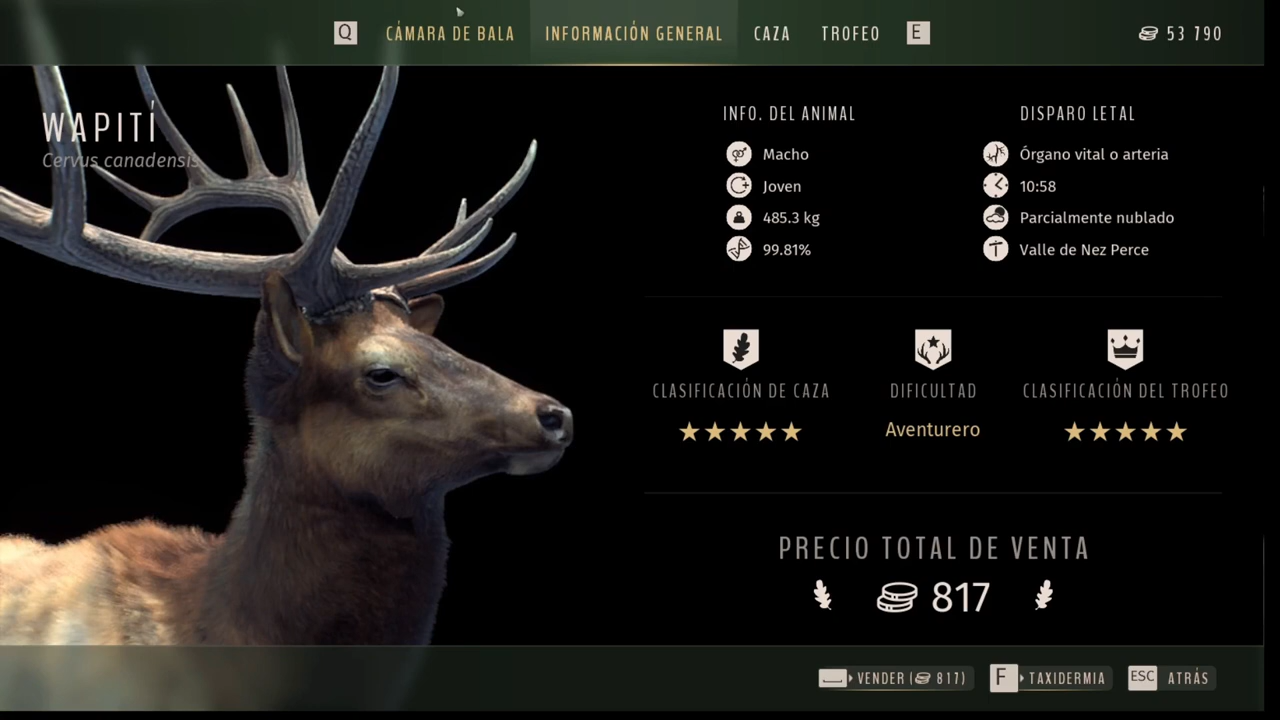 Q CÁMARA DE BALA INFORMACIÓN GENERAL CAZA TROFEO E 53 790
WAPITÍ
Cervus canadensis
INFO. DEL ANIMAL
Macho
Joven
485.3 kg
99.81%
DISPARO LETAL
Órgano vital o arteria
10:58
Parcialmente nublado
Valle de Nez Perce
CLASIFICACIÓN DE CAZA
DIFICULTAD
Aventurero
CLASIFICACIÓN DEL TROFEO
PRECIO TOTAL DE VENTA
817
VENDER (817) F TAXIDERMIA ESC ATRÁS